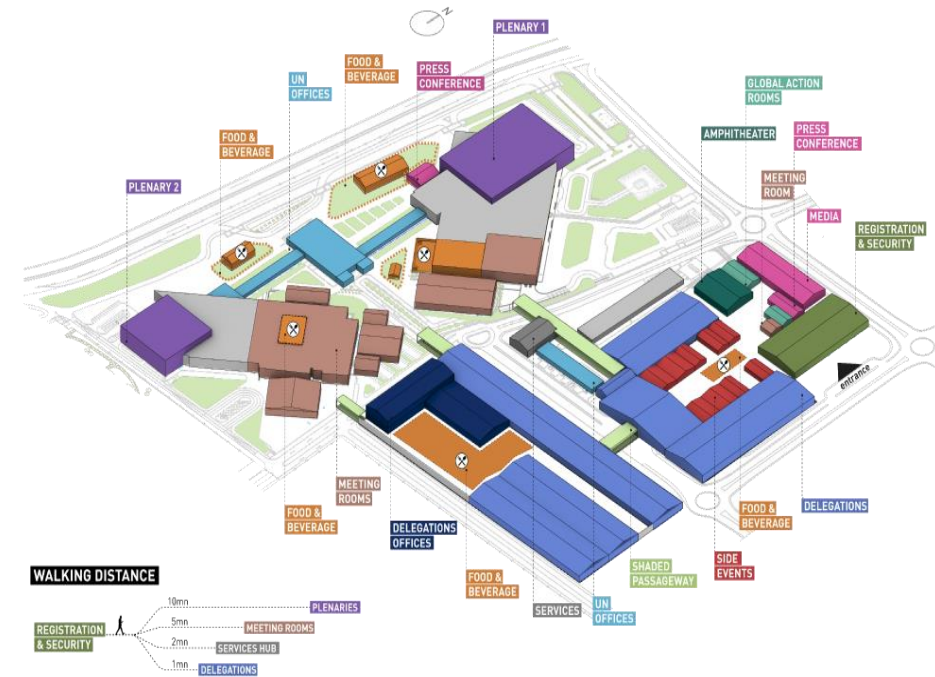 N
PLENARY 1
FOOD &
BEVERAGE
PRESS
CONFERENCE
UN
OFFICES
GLOBAL ACTION
ROOMS
FOOD &
BEVERAGE
AMPHITHEATER
PRESS
CONFERENCE
MEETING
ROOM
PLENARY 2
MEDIA
REGISTRATION
& SECURITY
entrance
MEETING
ROOMS
FOOD &
BEVERAGE
DELEGATIONS
OFFICES
FOOD &
BEVERAGE
DELEGATIONS
SIDE
EVENTS
SHADED
PASSAGEWAY
FOOD &
BEVERAGE
SERVICES
UN
OFFICES
WALKING DISTANCE
10mn
PLENARIES
5mn
MEETING ROOMS
REGISTRATION
& SECURITY
2mn
SERVICES HUB
1mn
DELEGATIONS